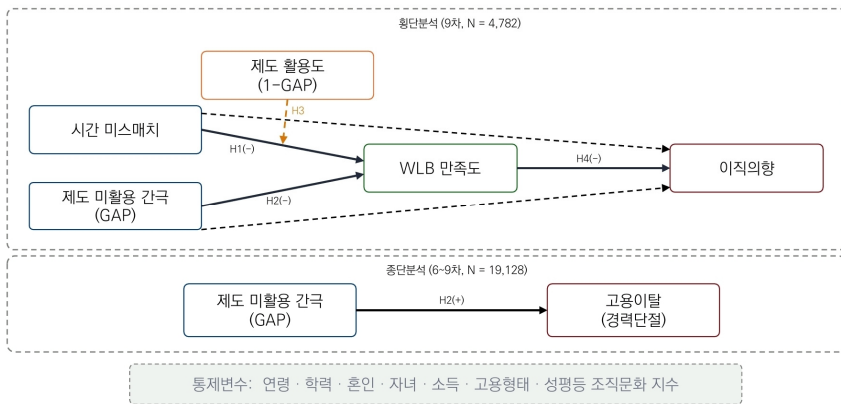 횡단분석 (9차, N = 4,782)
제도 활용도
(1-GAP)
H3
시간 미스매치
H1(-)
WLB 만족도
H4(-)
이직의향
제도 미활용 간극
(GAP)
H2(-)
종단분석 (6~9차, N = 19,128)
제도 미활용 간극
(GAP)
H2(+)
고용이탈
(경력단절)
통제변수: 연령 · 학력 · 혼인 · 자녀 · 소득 · 고용형태 · 성평등 조직문화 지수